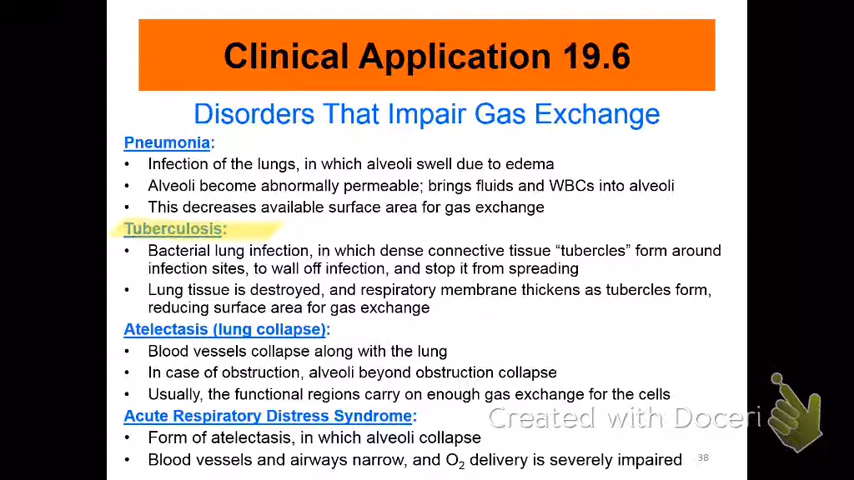 Clinical Application 19.6
Disorders That Impair Gas Exchange
Pneumonia:
• Infection of the lungs, in which alveoli swell due to edema
• Alveoli become abnormally permeable; brings fluids and WBCs into alveoli
• This decreases available surface area for gas exchange
Tuberculosis:
• Bacterial lung infection, in which dense connective tissue “tubercles” form around
infection sites, to wall off infection, and stop it from spreading
• Lung tissue is destroyed, and respiratory membrane thickens as tubercles form,
reducing surface area for gas exchange
Atelectasis (lung collapse):
• Blood vessels collapse along with the lung
• In case of obstruction, alveoli beyond obstruction collapse
• Usually, the functional regions carry on enough gas exchange for the cells
Acute Respiratory Distress Syndrome:
Created with Doceri
• Form of atelectasis, in which alveoli collapse
• Blood vessels and airways narrow, and O₂ delivery is severely impaired
38